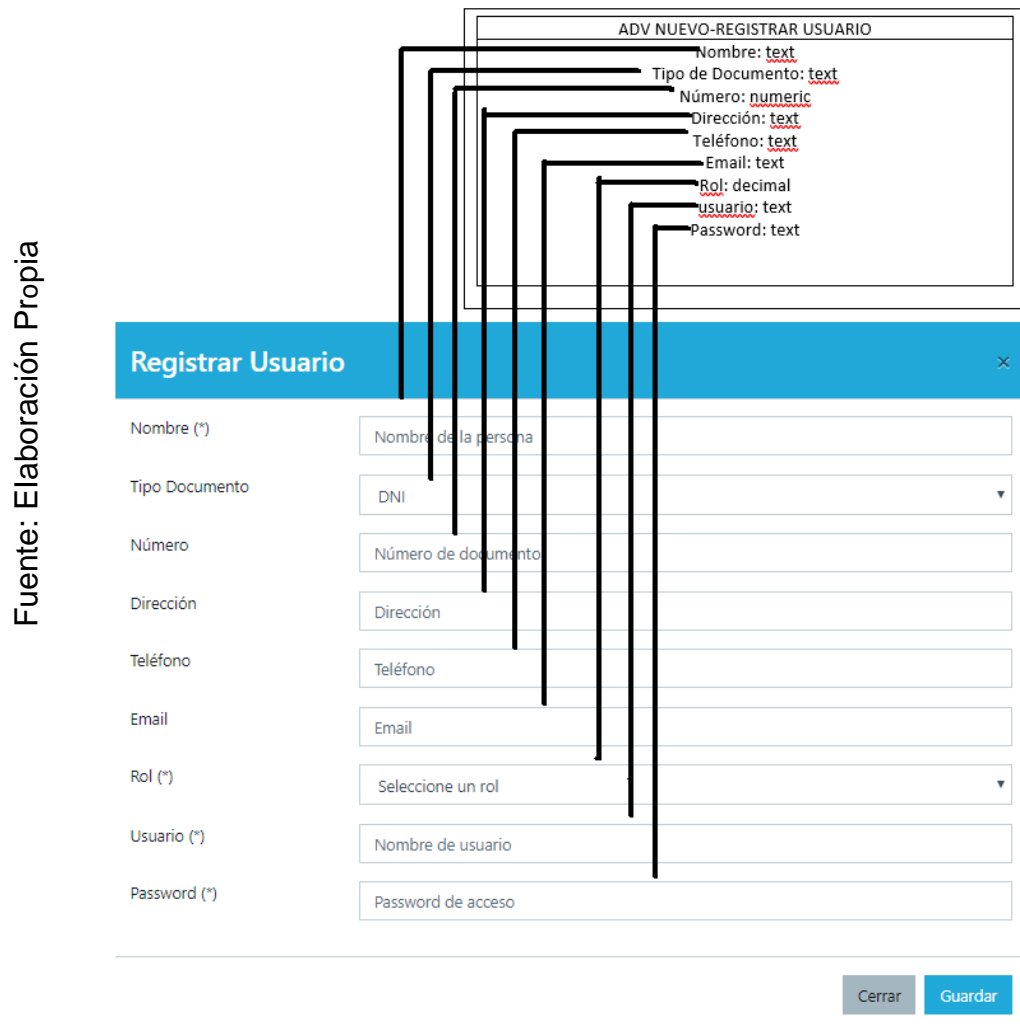 ADV NUEVO-REGISTRAR USUARIO
Nombre: text
Tipo de Documento: text
Número: numeric
Dirección: text
Teléfono: text
Email: text
Rol: decimal
usuario: text
Password: text
Fuente: Elaboración Propia
Registrar Usuario ×
Nombre (*)
Nombre de la persona
Tipo Documento
DNI
Número
Número de documento
Dirección
Dirección
Teléfono
Teléfono
Email
Email
Rol (*)
Seleccione un rol
Usuario (*)
Nombre de usuario
Password (*)
Password de acceso
Cerrar Guardar